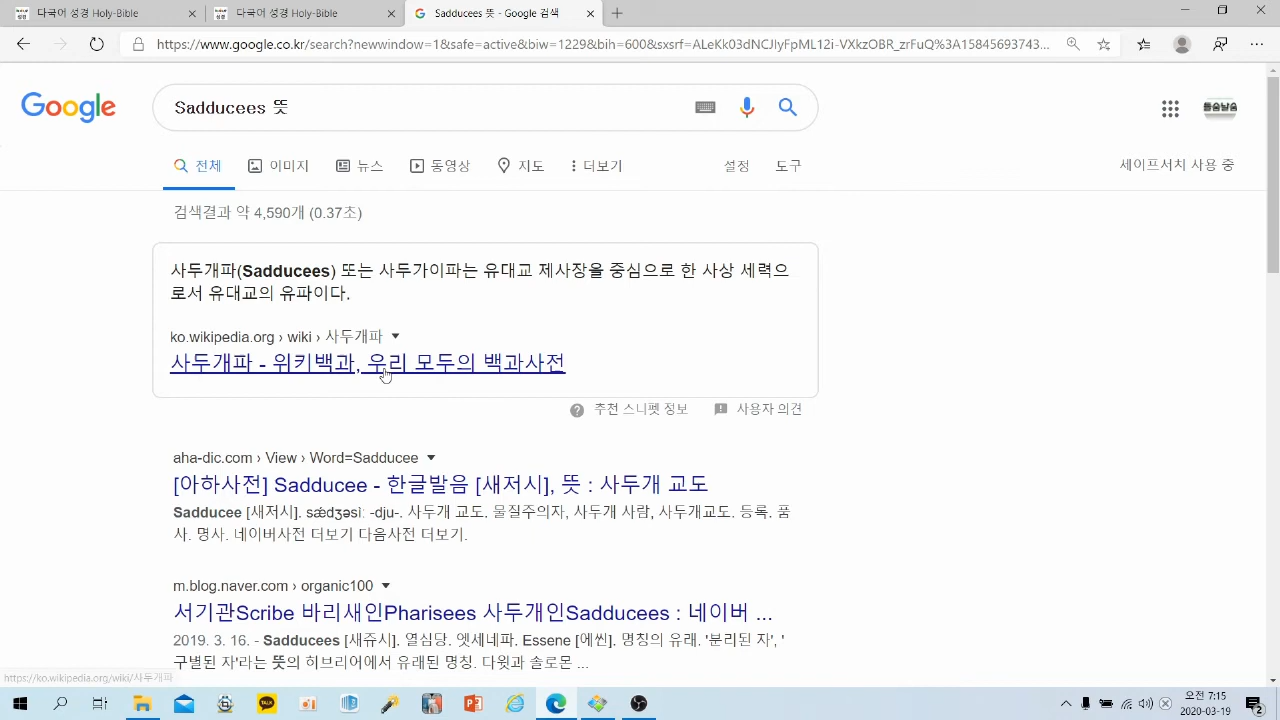 다국어 성경 Holy-Bible
다국어 성경 Holy-Bible
Sadducees 뜻 - Google 검색
https://www.google.co.kr/search?newwindow=1&safe=active&biw=1229&bih=600&sxsrf=ALeKk03dNCJIyFpML12i-VXkzOBR_zrFuQ%3A15845693743...
Google
Sadducees 뜻
전체 이미지 뉴스 동영상 지도 더보기 설정 도구 세이프서치 사용 중
검색결과 약 4,590개 (0.37초)
사두개파(Sadducees) 또는 사두가이파는 유대교 제사장을 중심으로 한 사상 세력으
로서 유대교의 유파이다.
ko.wikipedia.org › wiki › 사두개파
사두개파 - 위키백과, 우리 모두의 백과사전
추천 스니펫 정보 사용자 의견
aha-dic.com › View › Word=Sadducee
[아하사전] Sadducee - 한글발음 [새저시], 뜻 : 사두개 교도
Sadducee [새저시]. sǽdʒəsìː -dju-. 사두개 교도. 물질주의자, 사두개 사람, 사두개교도. 등록. 품
사. 명사. 네이버사전 더보기 다음사전 더보기.
m.blog.naver.com › organic100
서기관Scribe 바리새인Pharisees 사두개인Sadducees : 네이버 ...
2019. 3. 16. - Sadducees [새쥬시]. 열심당. 엣세네파. Essene [에씬]. 명칭의 유래. '분리된 자', '
구별된 자'라는 뜻의 히브리어에서 유래된 명칭. 다윗과 솔로몬 ...
https://ko.wikipedia.org/wiki/사두개파
TALK
오전 7:15
2020-03-19
2